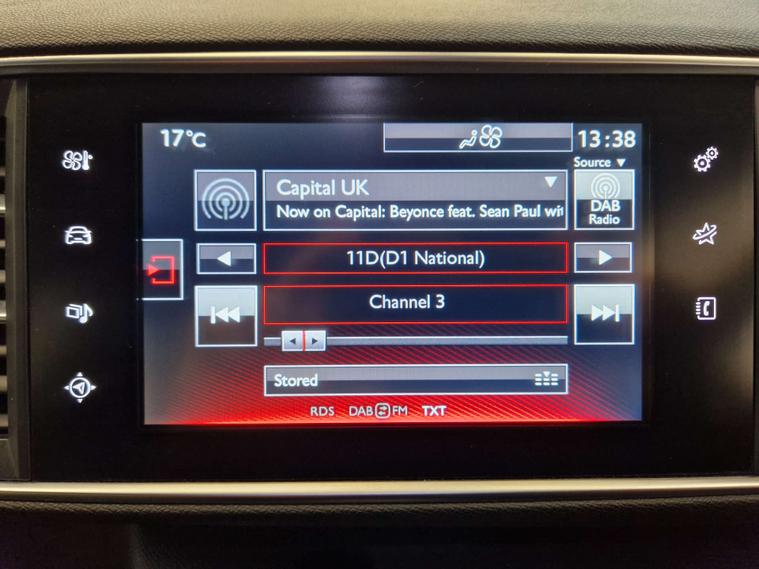 17°C
13:38
Source ▼
Capital UK
Now on Capital: Beyonce feat. Sean Paul wit
DAB
Radio
11D(D1 National)
Channel 3
Stored
RDS DAB FM TXT